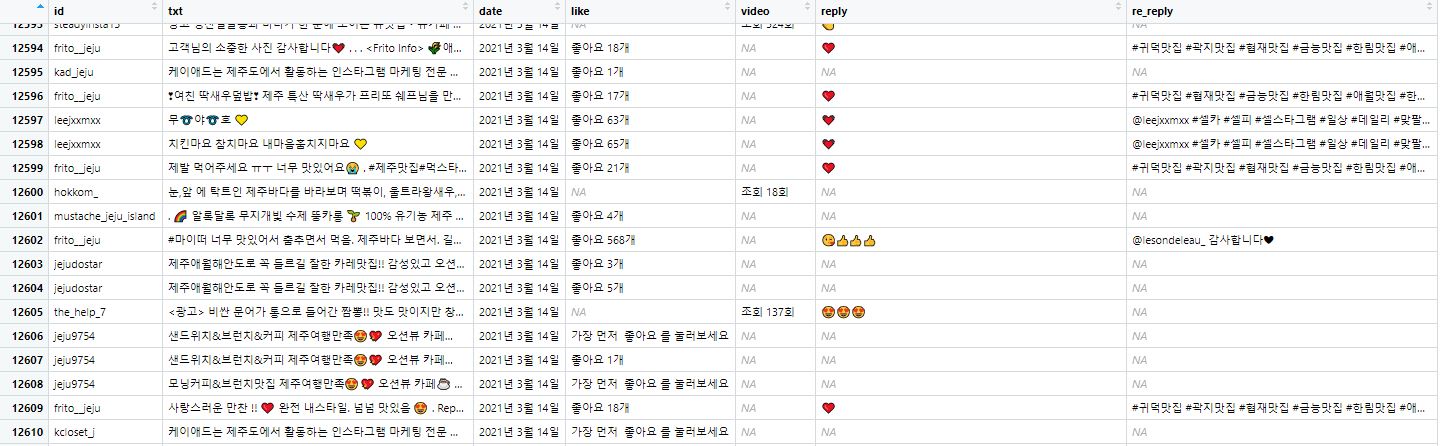 id txt date like video reply re_reply
12593 steadyinsta15 NA 조회 324회 👏
12594 frito__jeju 고객님의 소중한 사진 감사합니다❤️ . . . <Frito Info> 🌵애... 2021년 3월 14일 좋아요 18개 NA ❤️ #귀덕맛집 #곽지맛집 #협재맛집 #금능맛집 #한림맛집 #애...
12595 kad_jeju 케이애드는 제주도에서 활동하는 인스타그램 마케팅 전문 ... 2021년 3월 14일 좋아요 1개 NA NA NA
12596 frito__jeju ❣여친 딱새우덮밥❣ 제주 특산 딱새우가 프리또 쉐프님을 만... 2021년 3월 14일 좋아요 17개 NA ❤️ #귀덕맛집 #협재맛집 #금능맛집 #한림맛집 #애월맛집 #한...
12597 leejxxmxx 무➰야➰호 💛 2021년 3월 14일 좋아요 63개 NA ❤️ @leejxxmxx #셀카 #셀피 #셀스타그램 #일상 #데일리 #맞팔...
12598 leejxxmxx 치킨마요 참치마요 내마음훔치지마요 💛 2021년 3월 14일 좋아요 65개 NA ❤️ @leejxxmxx #셀카 #셀피 #셀스타그램 #일상 #데일리 #맞팔...
12599 frito__jeju 제발 먹어주세요 ㅠㅜ 너무 맛있어요😭 . #제주맛집#먹스타... 2021년 3월 14일 좋아요 21개 NA ❤️ #귀덕맛집 #곽지맛집 #협재맛집 #금능맛집 #한림맛집 #애...
12600 hokkom_ 눈,앞 에 탁트인 제주바다를 바라보며 떡볶이, 울트라왕새우,... 2021년 3월 14일 NA 조회 18회 NA NA
12601 mustache_jeju_island . 🌈 알록달록 무지개빛 수제 뚱카롱 🌱 100% 유기농 제주 ... 2021년 3월 14일 좋아요 4개 NA NA NA
12602 frito__jeju #마이떠 너무 맛있어서 춤추면서 먹음. 제주바다 보면서. 길... 2021년 3월 14일 좋아요 568개 NA 😘👍👍👍 @lesondeleau_ 감사합니다🖤
12603 jejudostar 제주애월해안도로 꼭 들르길 잘한 카레맛집!! 감성있고 오션... 2021년 3월 14일 좋아요 3개 NA NA NA
12604 jejudostar 제주애월해안도로 꼭 들르길 잘한 카레맛집!! 감성있고 오션... 2021년 3월 14일 좋아요 5개 NA NA NA
12605 the_help_7 <광고> 비싼 문어가 통으로 들어간 짬뽕!! 맛도 맛이지만 창... 2021년 3월 14일 NA 조회 137회 😍😍😍 NA
12606 jeju9754 샌드위치&브런치&커피 제주여행만족😍💖 오션뷰 카페... 2021년 3월 14일 가장 먼저 좋아요 를 눌러보세요 NA NA NA
12607 jeju9754 샌드위치&브런치&커피 제주여행만족😍💖 오션뷰 카페... 2021년 3월 14일 좋아요 1개 NA NA NA
12608 jeju9754 모닝커피&브런치맛집 제주여행만족😍💖 오션뷰 카페☕ ... 2021년 3월 14일 가장 먼저 좋아요 를 눌러보세요 NA NA NA
12609 frito__jeju 사랑스러운 만찬 !! ❤️ 완전 내스타일. 넘넘 맛있음 😍 . Rep... 2021년 3월 14일 좋아요 18개 NA ❤️ #귀덕맛집 #곽지맛집 #협재맛집 #금능맛집 #한림맛집 #애...
12610 kcloset_j 케이애드는 제주도에서 활동하는 인스타그램 마케팅 전문 ... 2021년 3월 14일 가장 먼저 좋아요 를 눌러보세요 NA NA NA